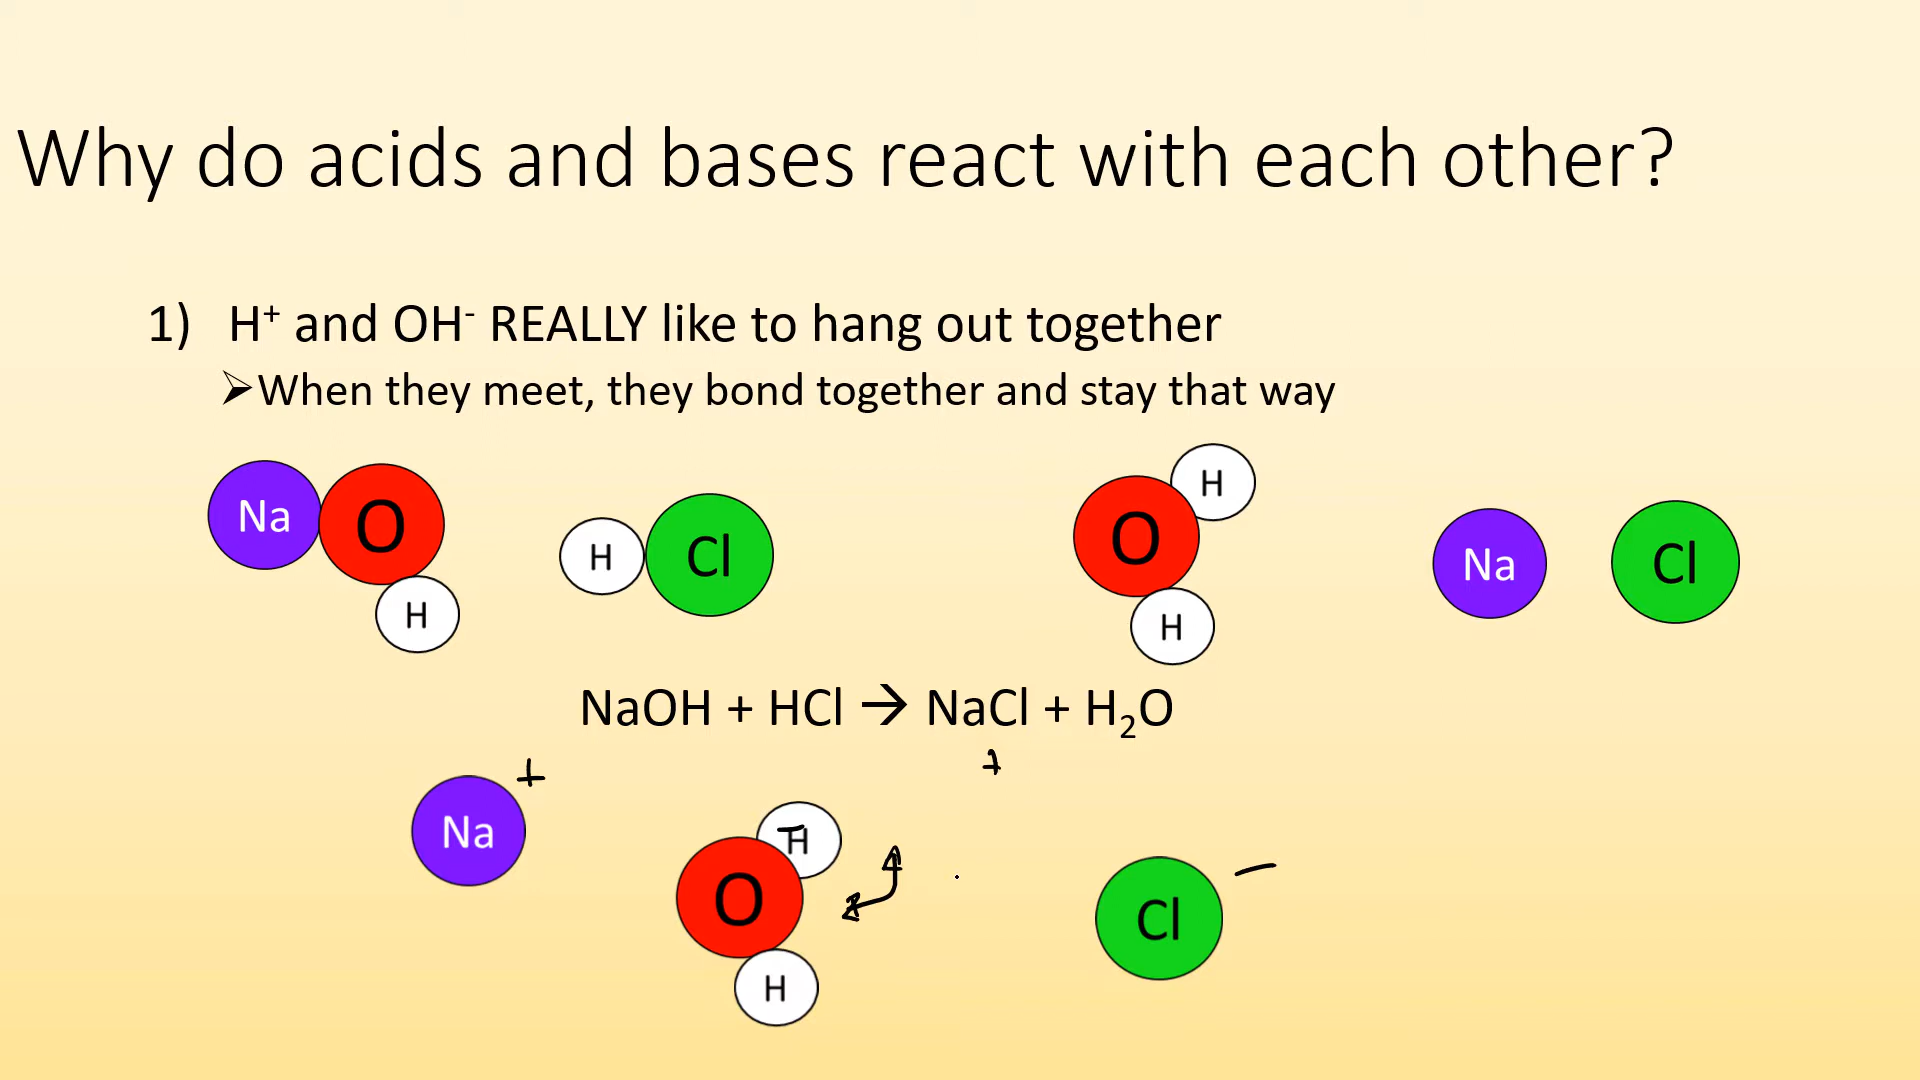 Why do acids and bases react with each other?
1) H⁺ and OH⁻ REALLY like to hang out together
➢When they meet, they bond together and stay that way
Na O H
H Cl
O H H
Na Cl
NaOH + HCl → NaCl + H₂O
Na +
+
O H H −
Cl −